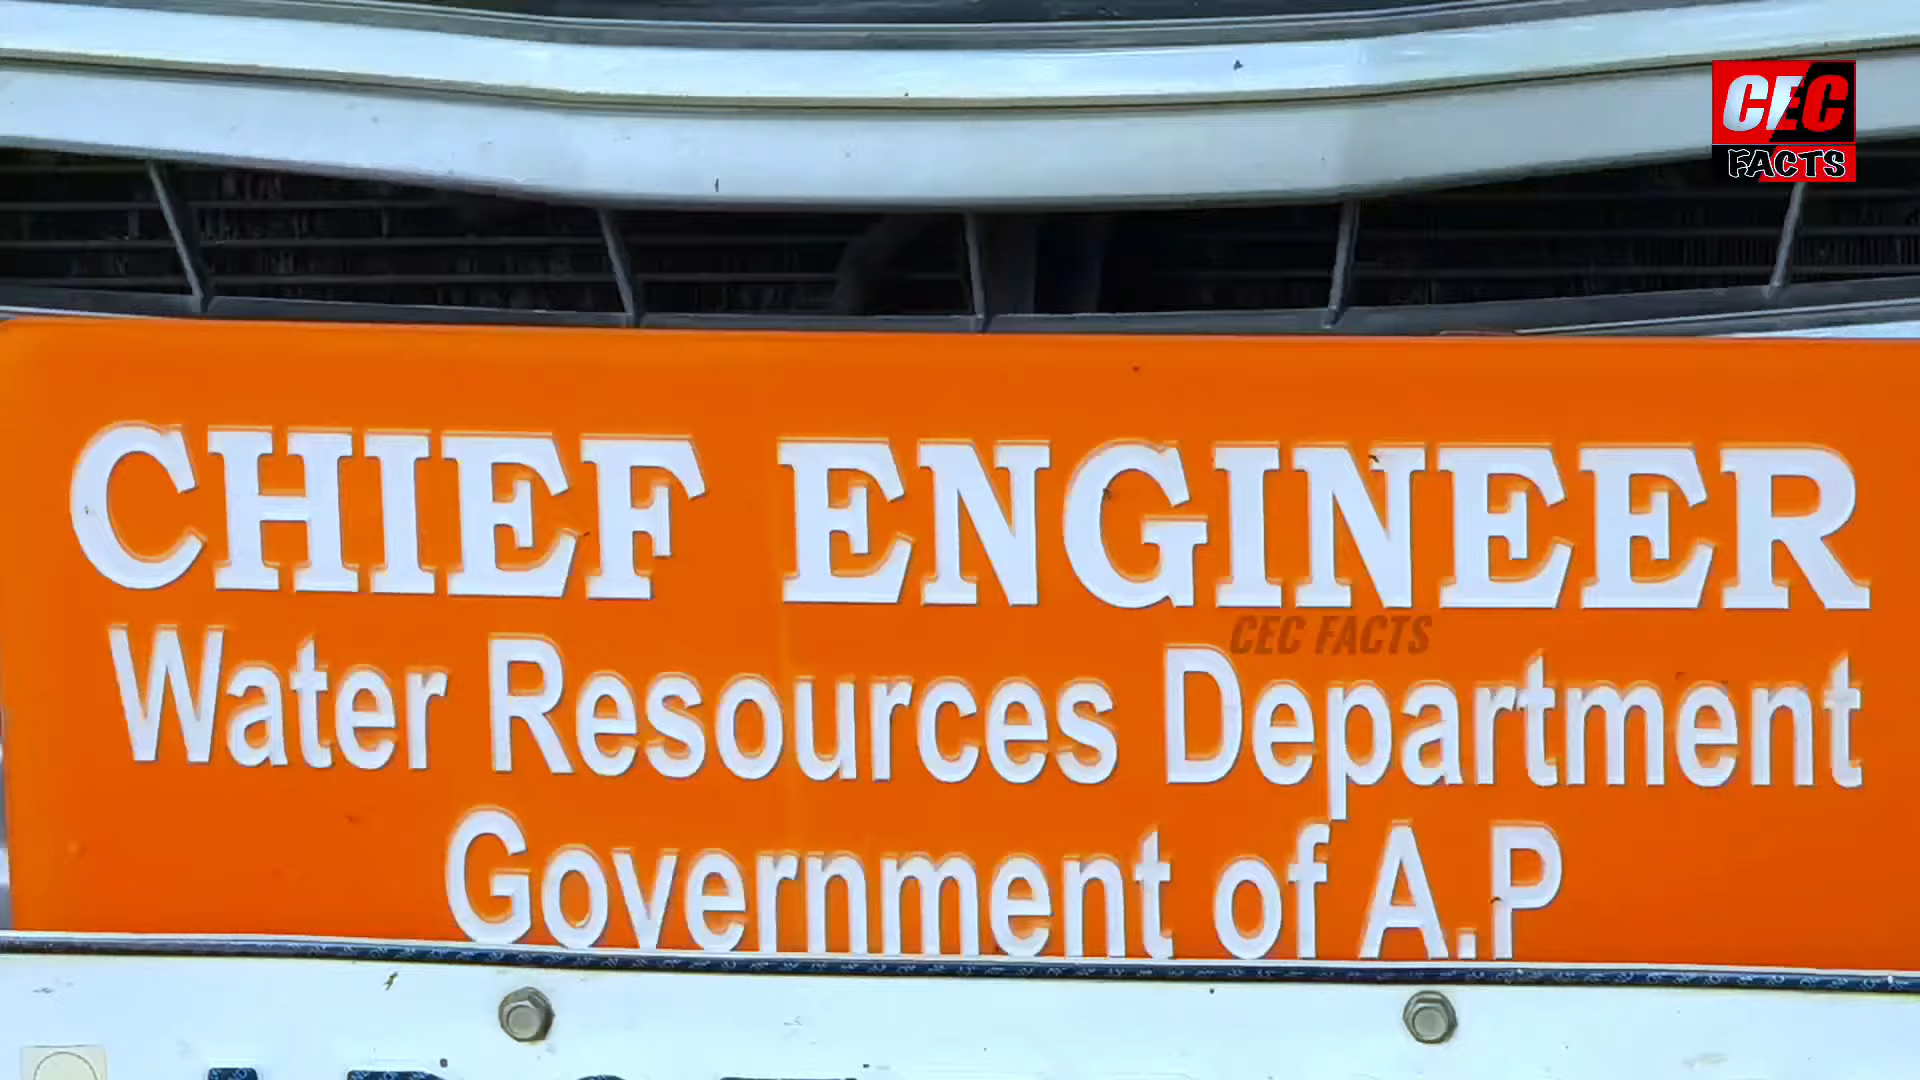 CEC
FACTS
CHIEF ENGINEER
CEC FACTS
Water Resources Department
Government of A.P